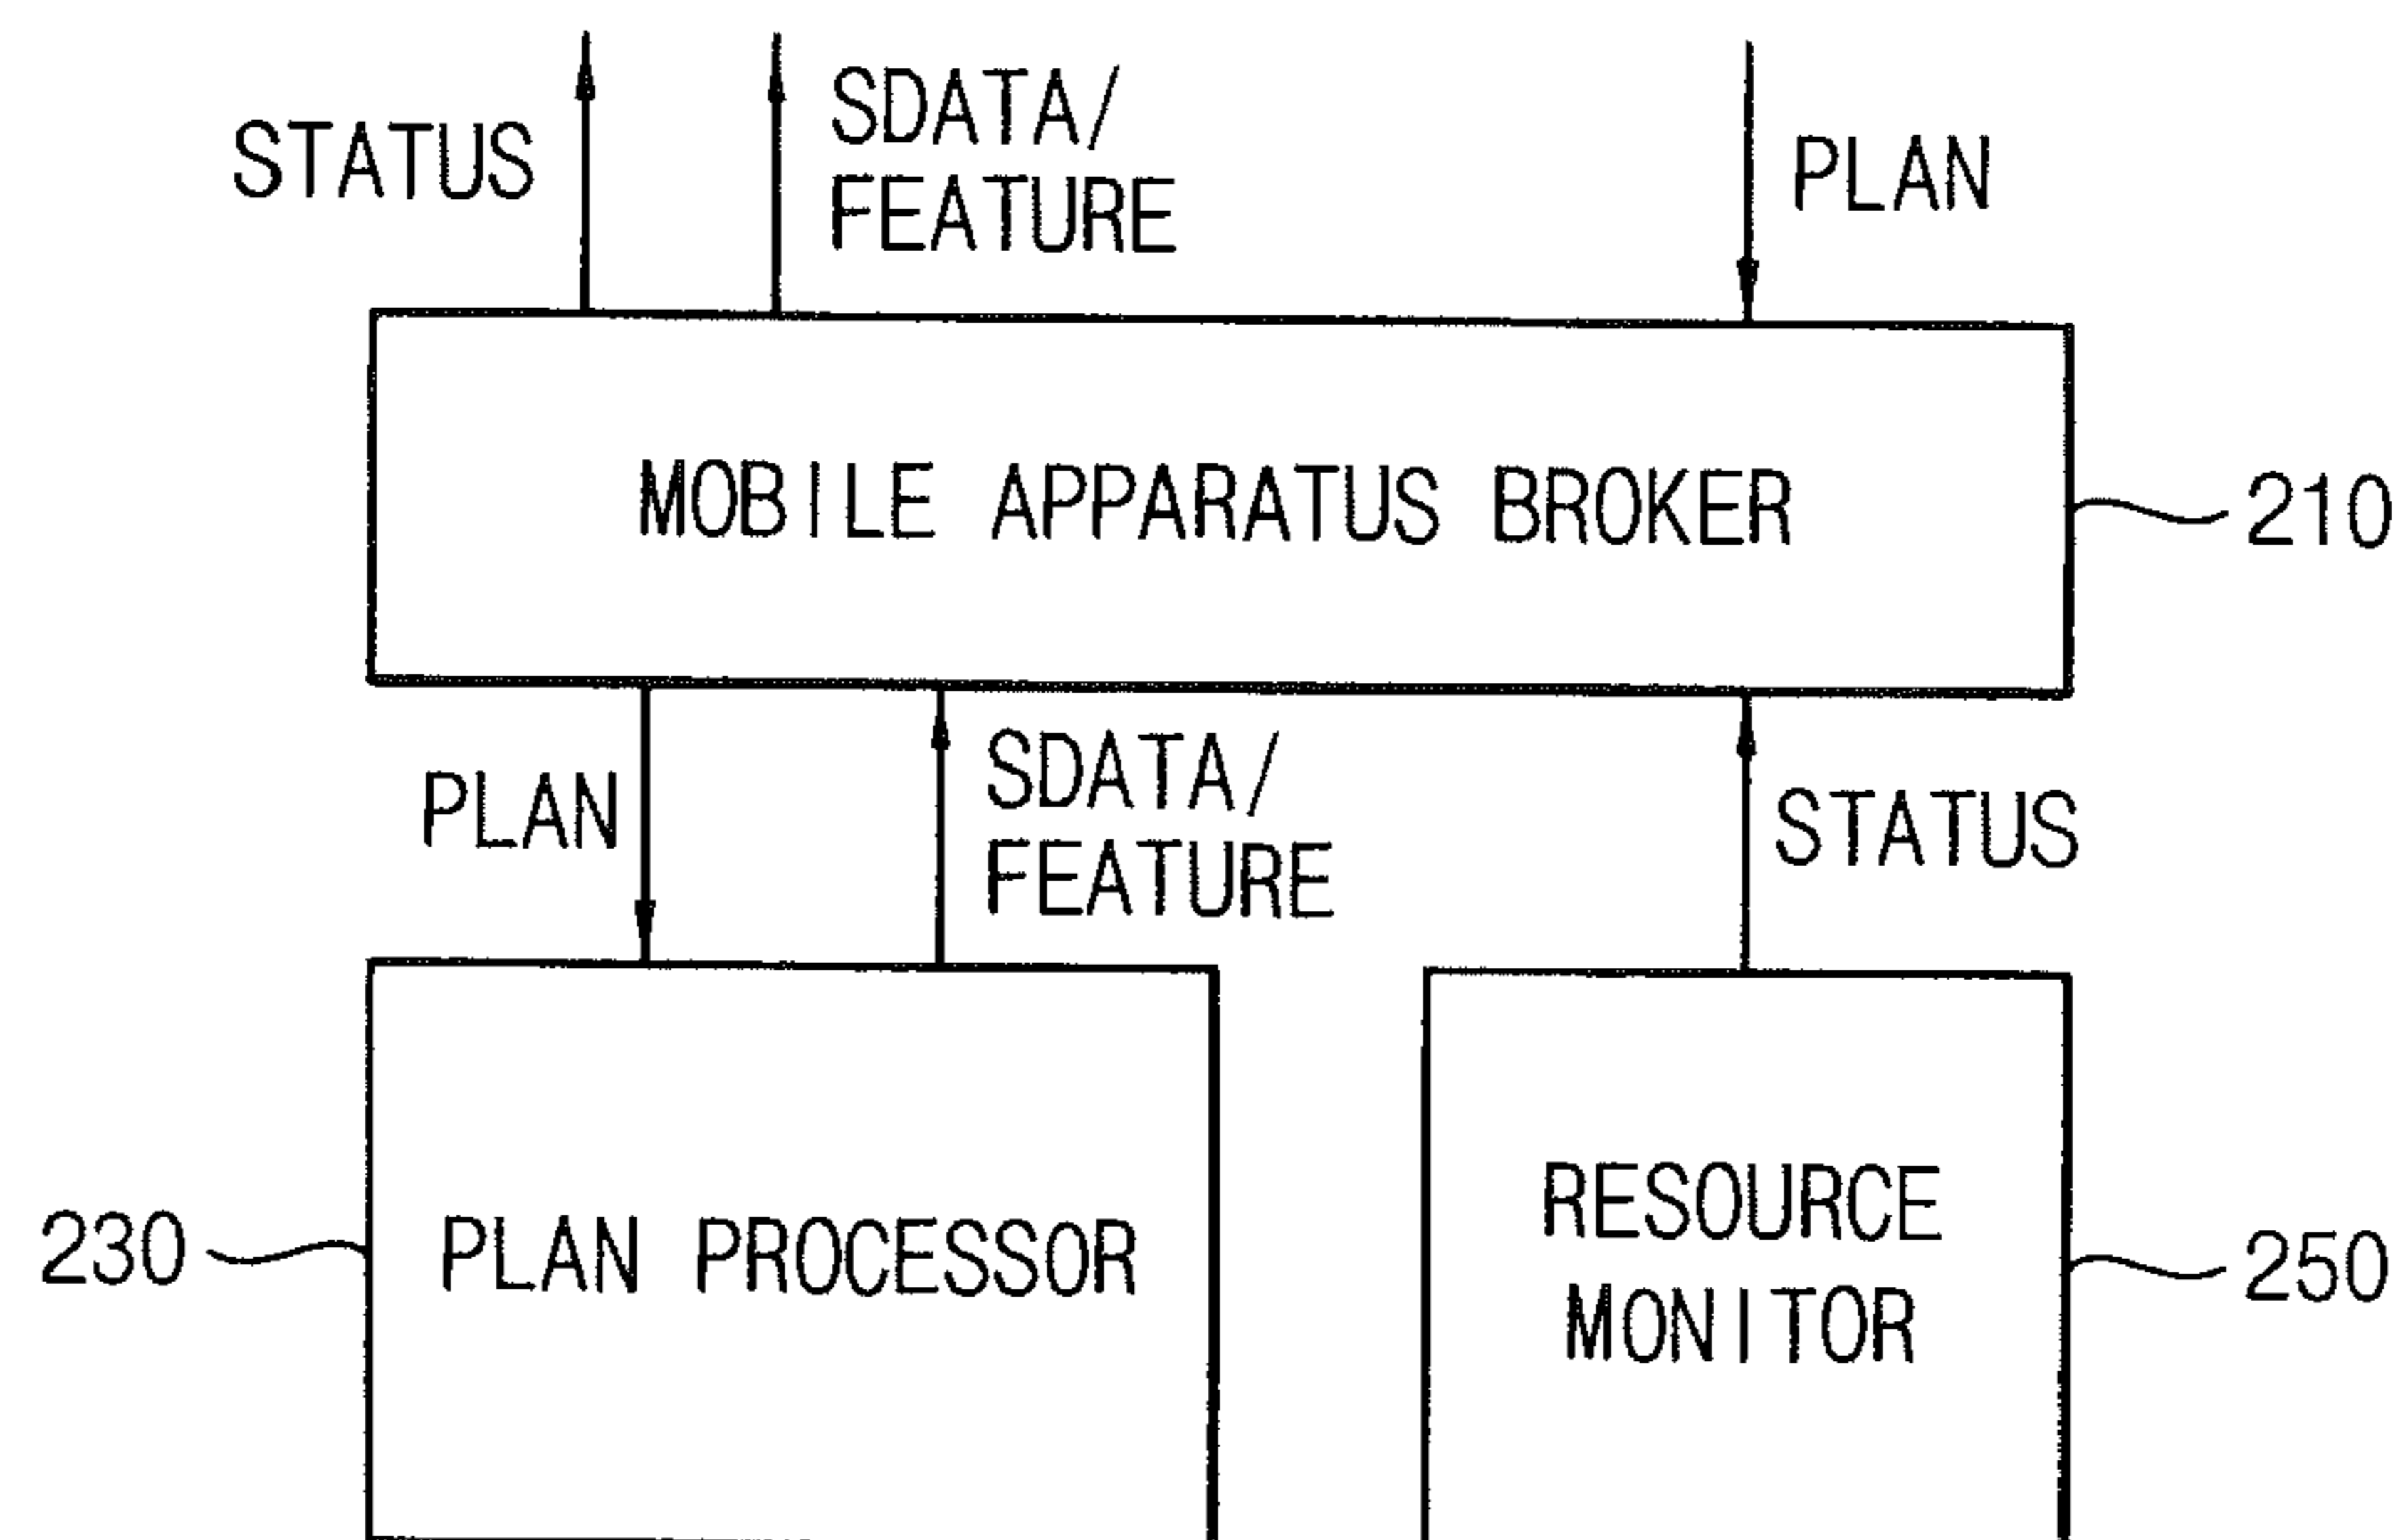 STATUS
SDATA/
FEATURE
PLAN
MOBILE APPARATUS BROKER
210
PLAN
SDATA/
FEATURE
STATUS
230
PLAN PROCESSOR
RESOURCE
MONITOR
250